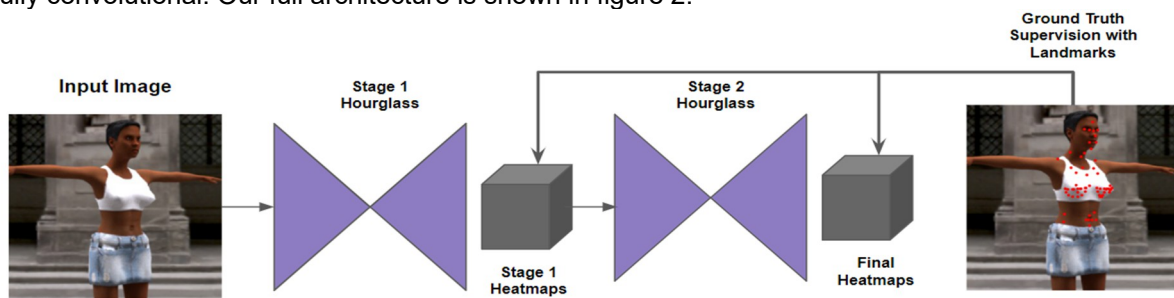 fully convolutional. Our full architecture is shown in figure 2.
Ground Truth
Supervision with
Landmarks
Input Image
Stage 1
Hourglass
Stage 2
Hourglass
Stage 1
Heatmaps
Final
Heatmaps